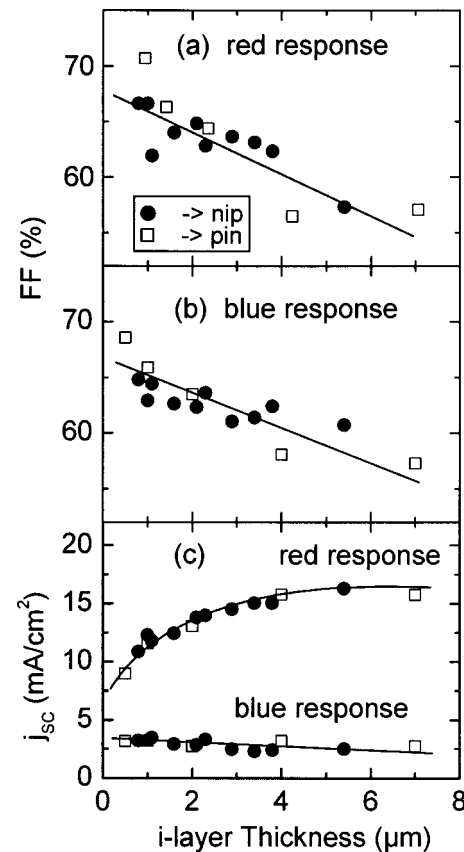 (a) red response
70
60
● -> nip
□ -> pin
FF (%)
(b) blue response
70
60
20
(c)
red response
15
10
5
blue response
0
j_SC (mA/cm²)
0 2 4 6 8
i-layer Thickness (μm)